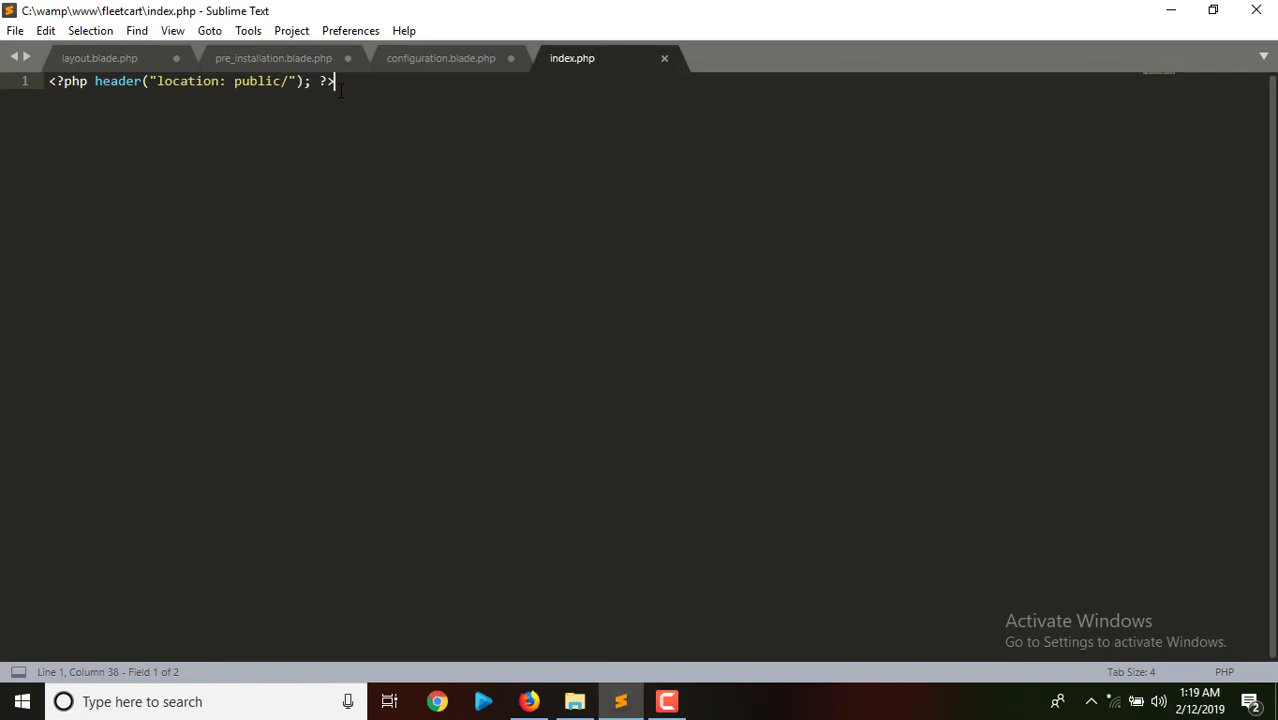 C:\wamp\www\fleetcart\index.php - Sublime Text
File Edit Selection Find View Goto Tools Project Preferences Help
layout.blade.php pre_installation.blade.php configuration.blade.php index.php
1 <?php header("location: public/"); ?>
Activate Windows
Go to Settings to activate Windows.
Line 1, Column 38 - Field 1 of 2 Tab Size: 4 PHP
Type here to search
1:19 AM
2/12/2019
2